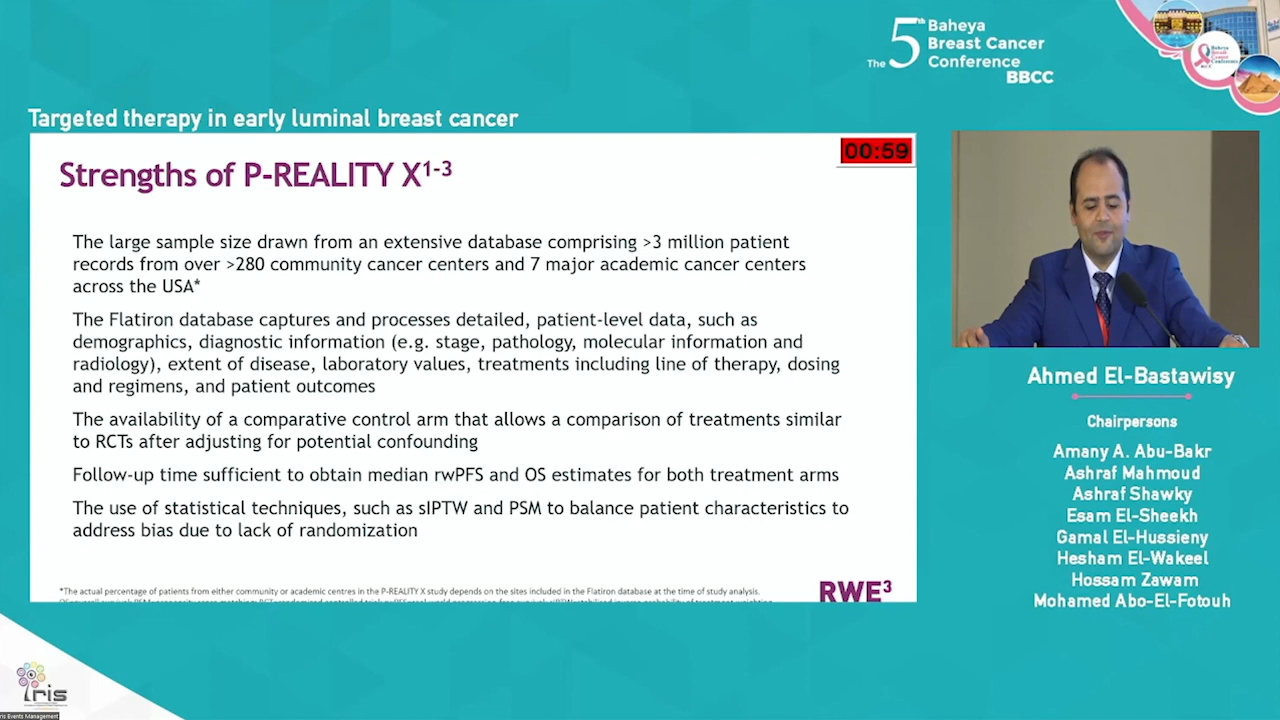 The 5th Baheya
Breast Cancer
Conference
BBCC
Targeted therapy in early luminal breast cancer
00:59
Strengths of P-REALITY X1-3
The large sample size drawn from an extensive database comprising >3 million patient
records from over >280 community cancer centers and 7 major academic cancer centers
across the USA*
The Flatiron database captures and processes detailed, patient-level data, such as
demographics, diagnostic information (e.g. stage, pathology, molecular information and
radiology), extent of disease, laboratory values, treatments including line of therapy, dosing
and regimens, and patient outcomes
The availability of a comparative control arm that allows a comparison of treatments similar
to RCTs after adjusting for potential confounding
Follow-up time sufficient to obtain median rwPFS and OS estimates for both treatment arms
The use of statistical techniques, such as sIPTW and PSM to balance patient characteristics to
address bias due to lack of randomization
*The actual percentage of patients from either community or academic centres in the P-REALITY X study depends on the sites included in the Flatiron database at the time of study analysis.
RWE3
Ahmed El-Bastawisy
Chairpersons
Amany A. Abu-Bakr
Ashraf Mahmoud
Ashraf Shawky
Esam El-Sheekh
Gamal El-Hussieny
Hesham El-Wakeel
Hossam Zawam
Mohamed Abo-El-Fotouh
Iris
Iris Events Management